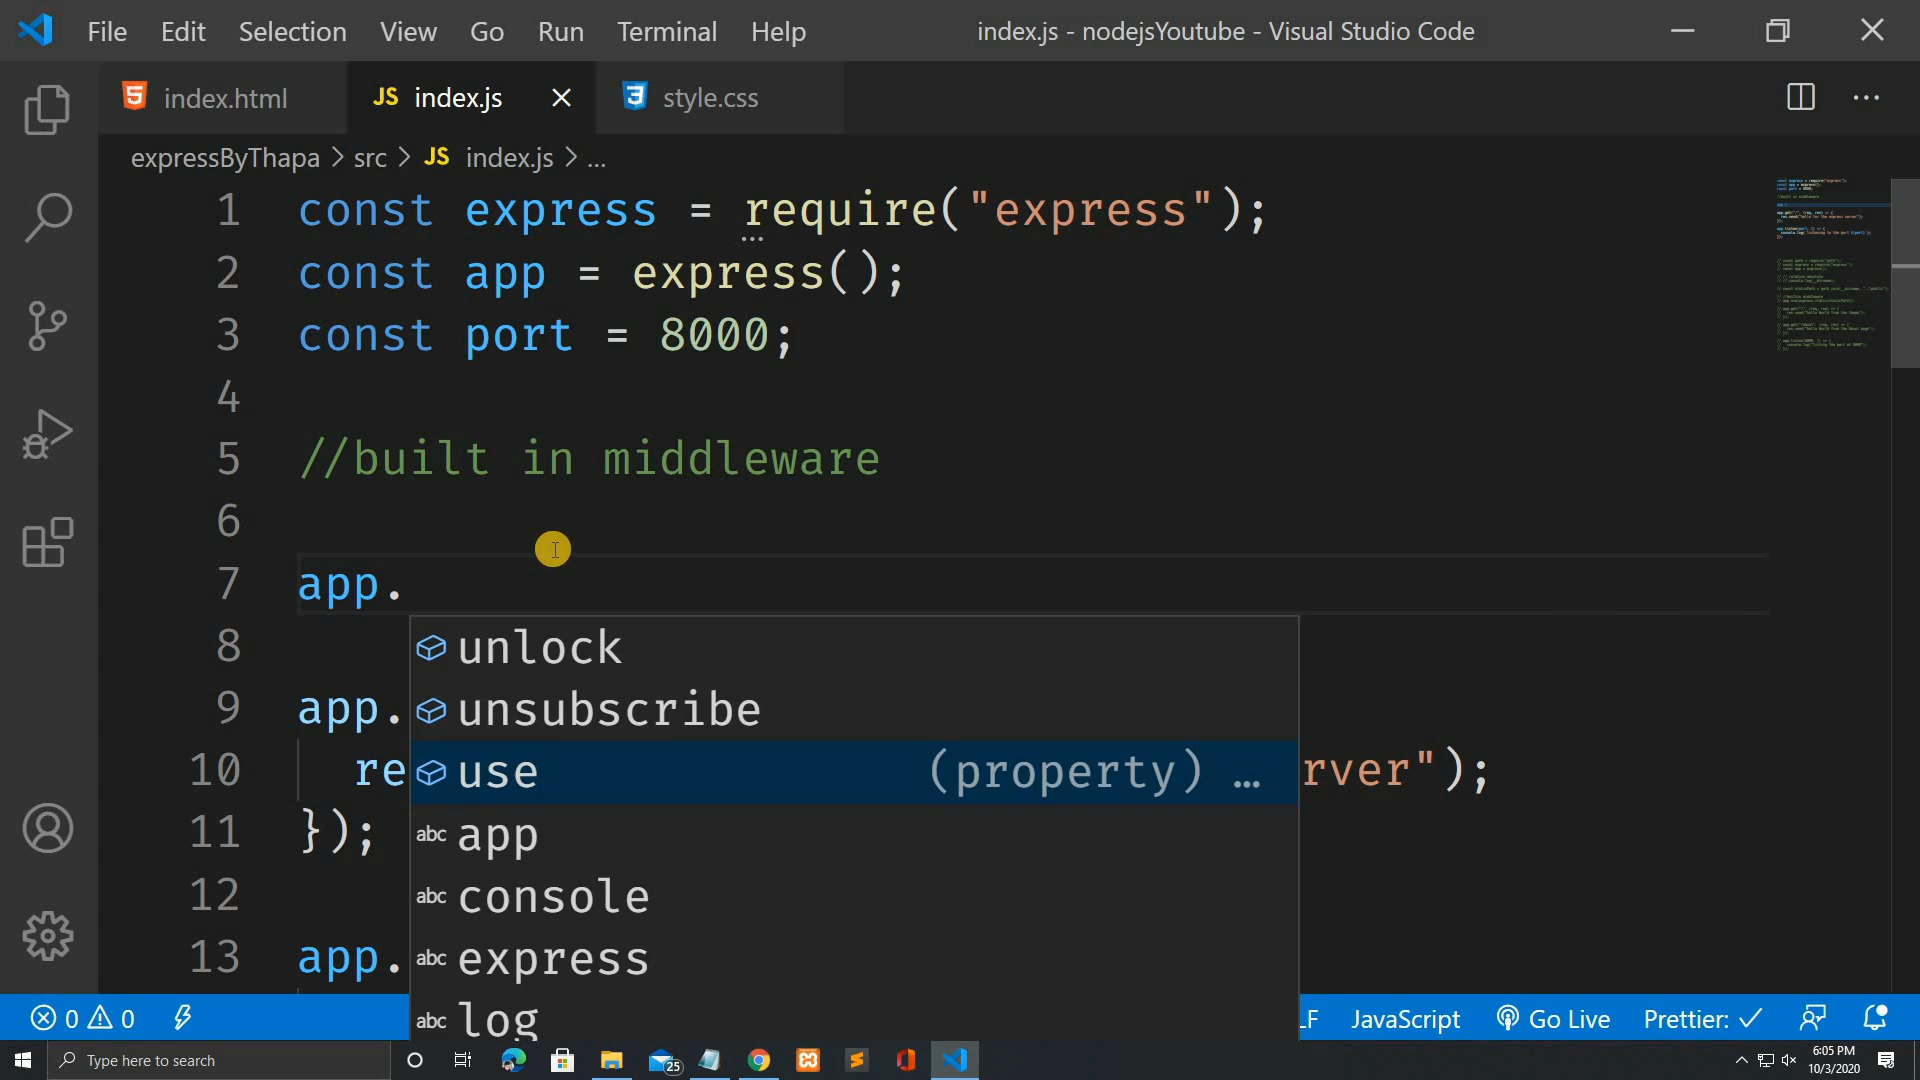 File Edit Selection View Go Run Terminal Help index.js - nodejsYoutube - Visual Studio Code
index.html JS index.js style.css
expressByThapa > src > JS index.js > ...
1 const express = require("express");
2 const app = express();
3 const port = 8000;
4
5 //built in middleware
6
7 app.
unlock
8
9 app.
unsubscribe
10 re
use (property) ...
rver");
11 });
app
12
console
13 app.
express
log
0 0 LF JavaScript Go Live Prettier: ✓
Type here to search 25 6:05 PM
10/3/2020